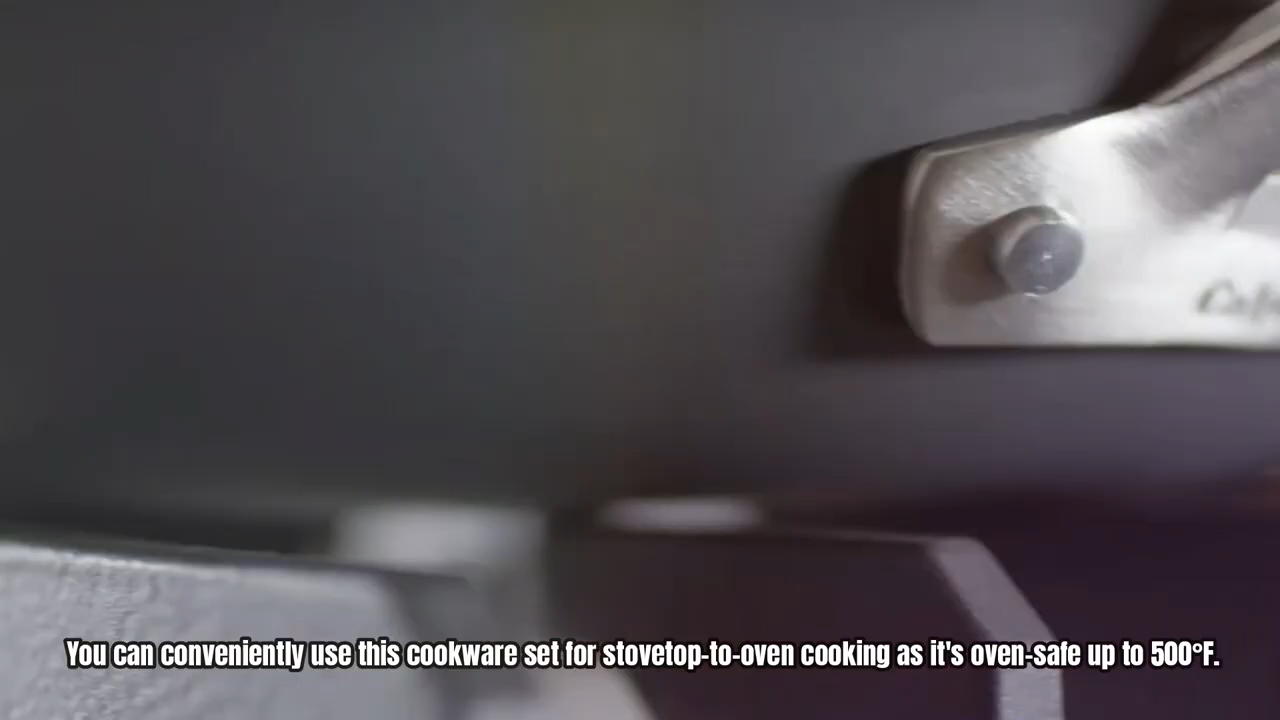 You can conveniently use this cookware set for stovetop-to-oven cooking as it's oven-safe up to 500°F.